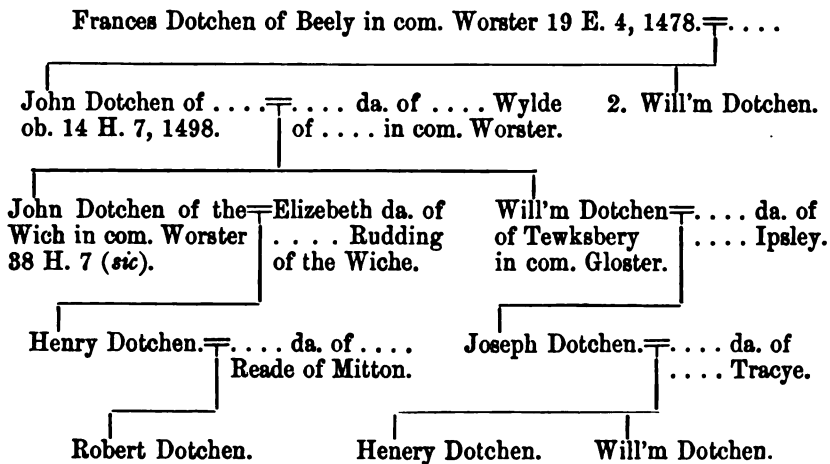 Frances Dotchen of Beely in com. Worster 19 E. 4, 1478.=. . . .
John Dotchen of . . . .=. . . . da. of . . . . Wylde 2. Will'm Dotchen.
ob. 14 H. 7, 1498. of . . . . in com. Worster.
John Dotchen of the=Elizebeth da. of Will'm Dotchen=. . . . da. of
Wich in com. Worster . . . . Rudding of Tewksbery . . . . Ipsley.
38 H. 7 (sic). of the Wiche. in com. Gloster.
Henry Dotchen.=. . . . da. of . . . . Joseph Dotchen.=. . . . da. of
Reade of Mitton. . . . . Tracye.
Robert Dotchen. Henery Dotchen. Will'm Dotchen.